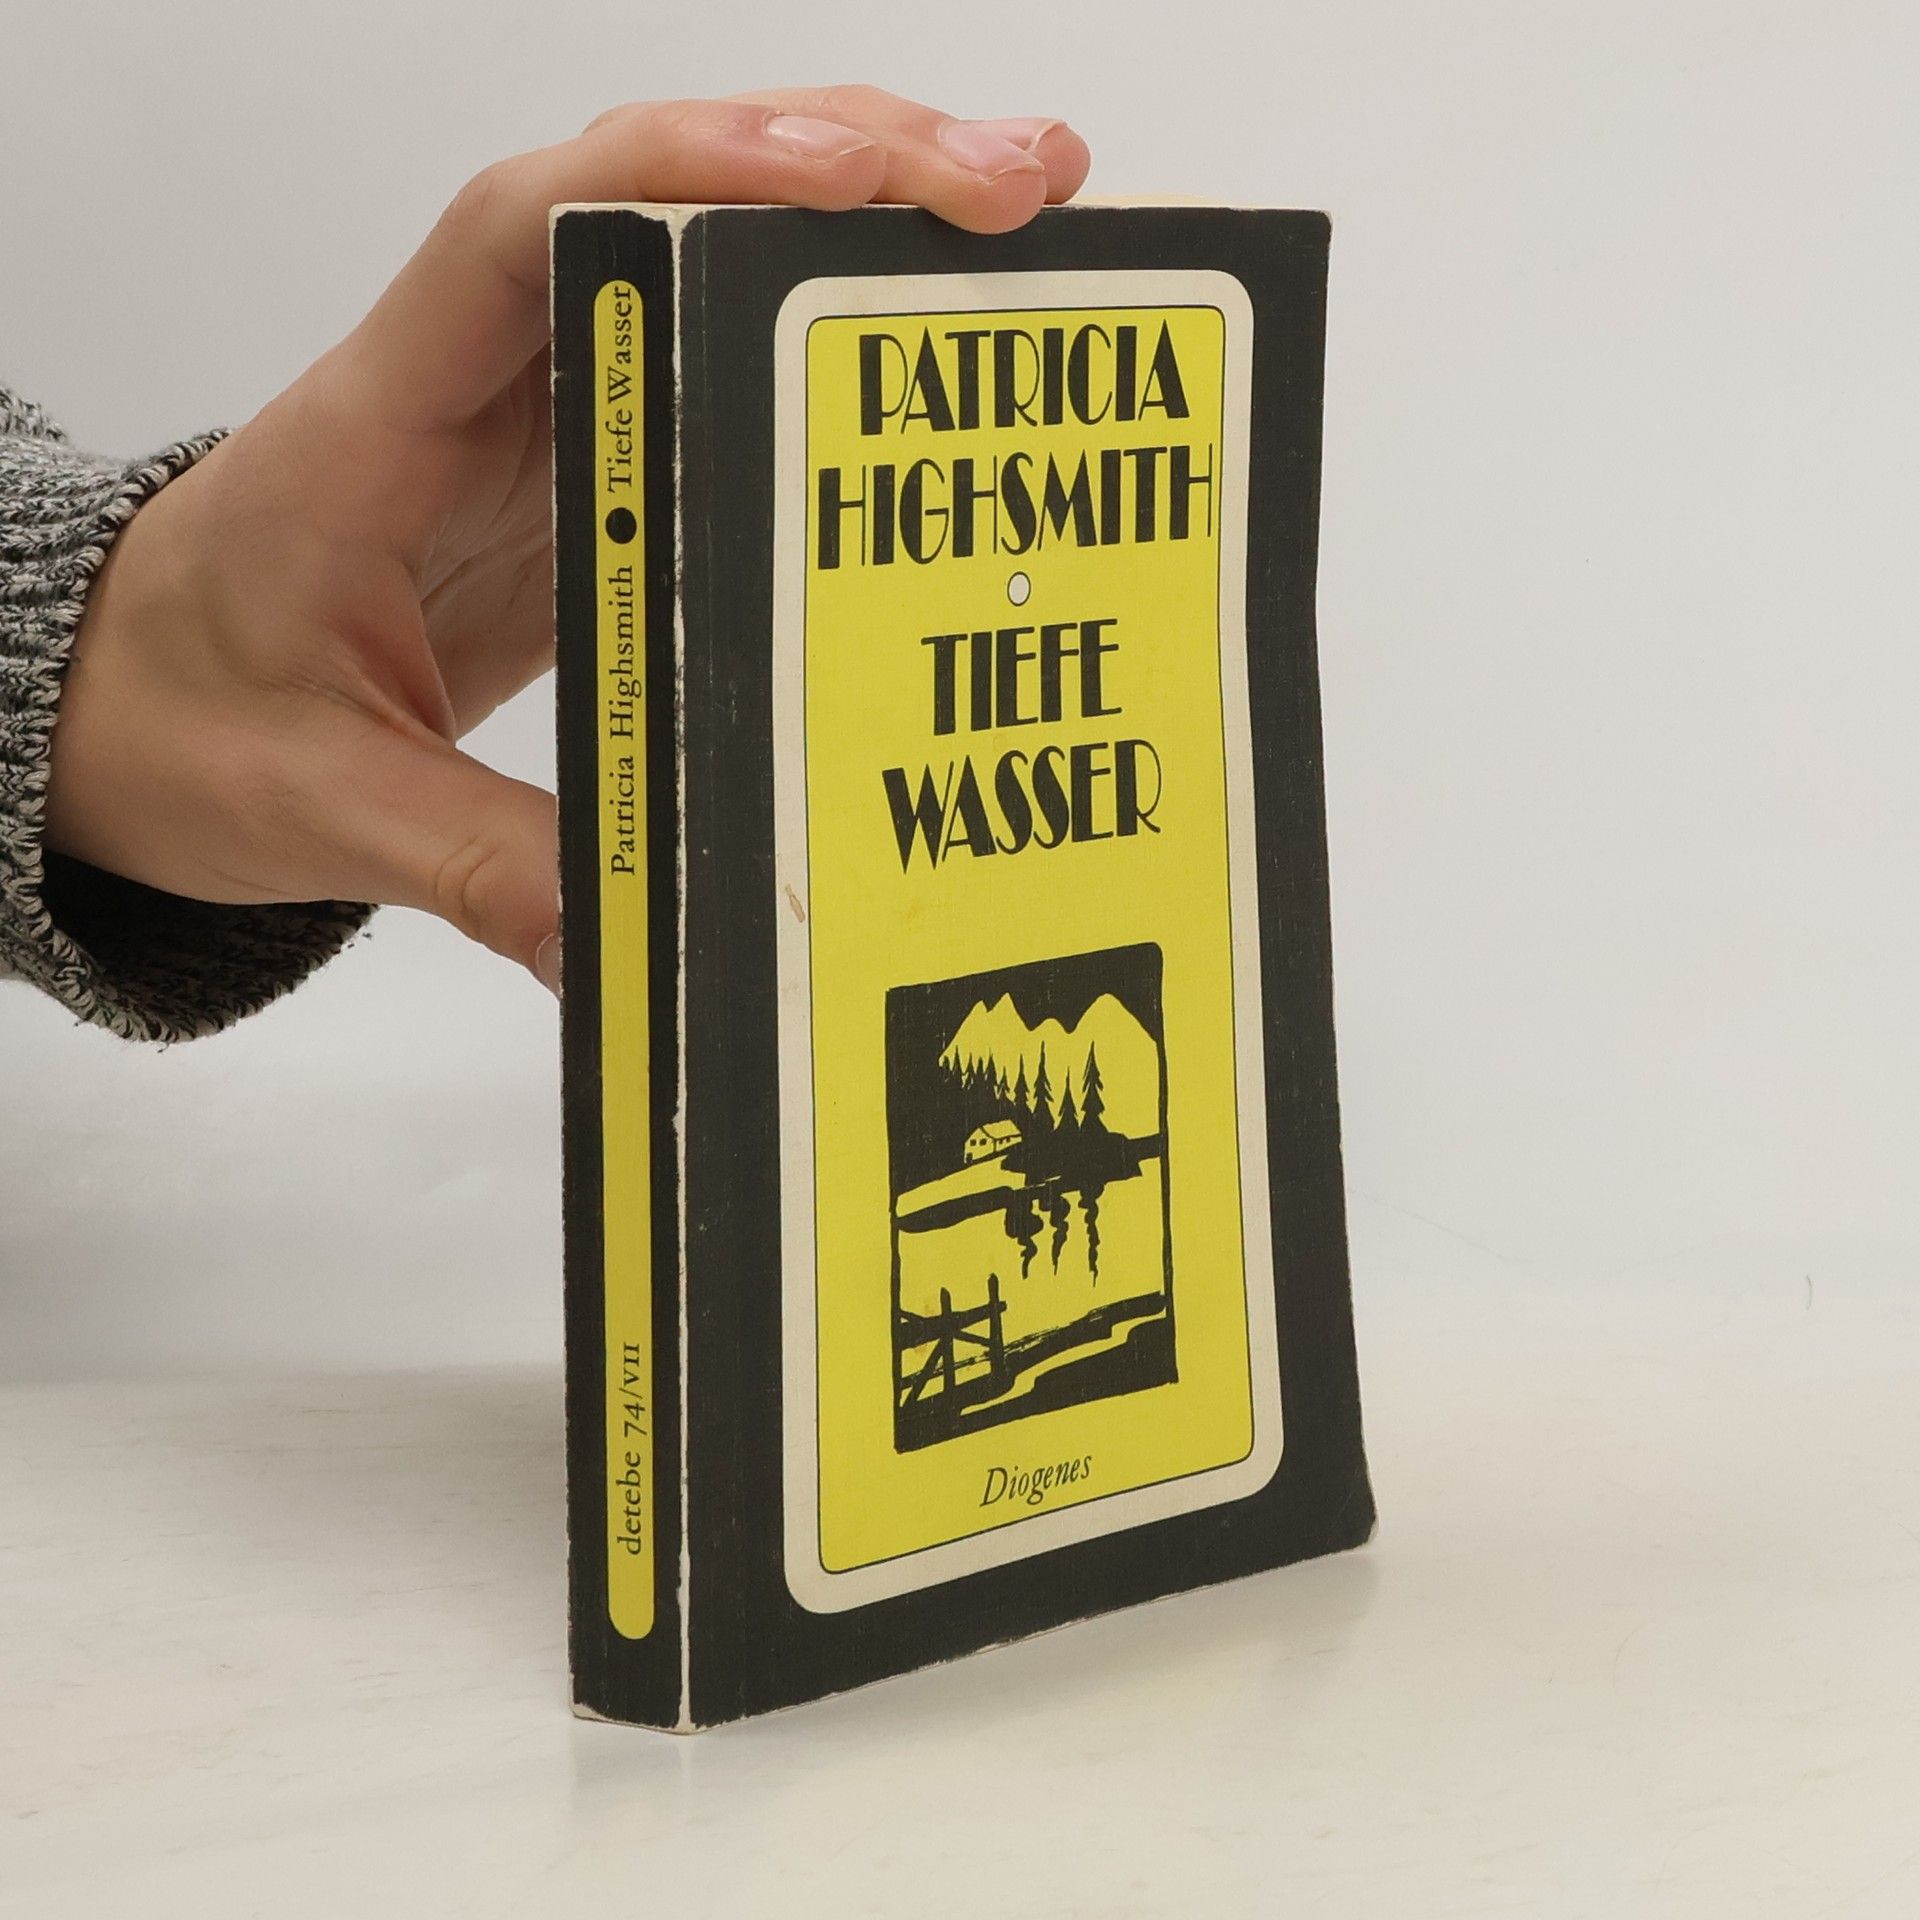 PATRICIA
HIGHSMITH
TIEFE
WASSER
Diogenes
Patricia Highsmith ● Tiefe Wasser
detebe 74/VII